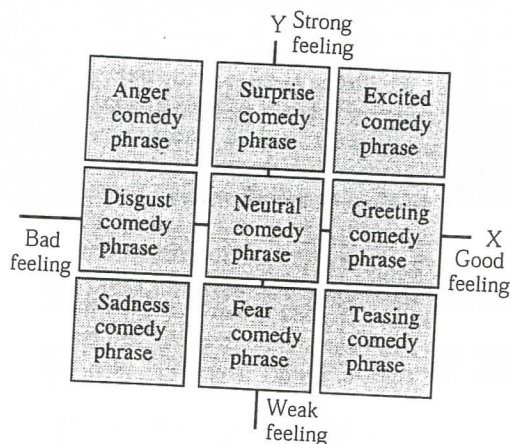 Y Strong
feeling
Anger
comedy
phrase
Surprise
comedy
phrase
Excited
comedy
phrase
Disgust
comedy
phrase
Neutral
comedy
phrase
Greeting
comedy
phrase
Bad
feeling
X
Good
feeling
Sadness
comedy
phrase
Fear
comedy
phrase
Teasing
comedy
phrase
Weak
feeling